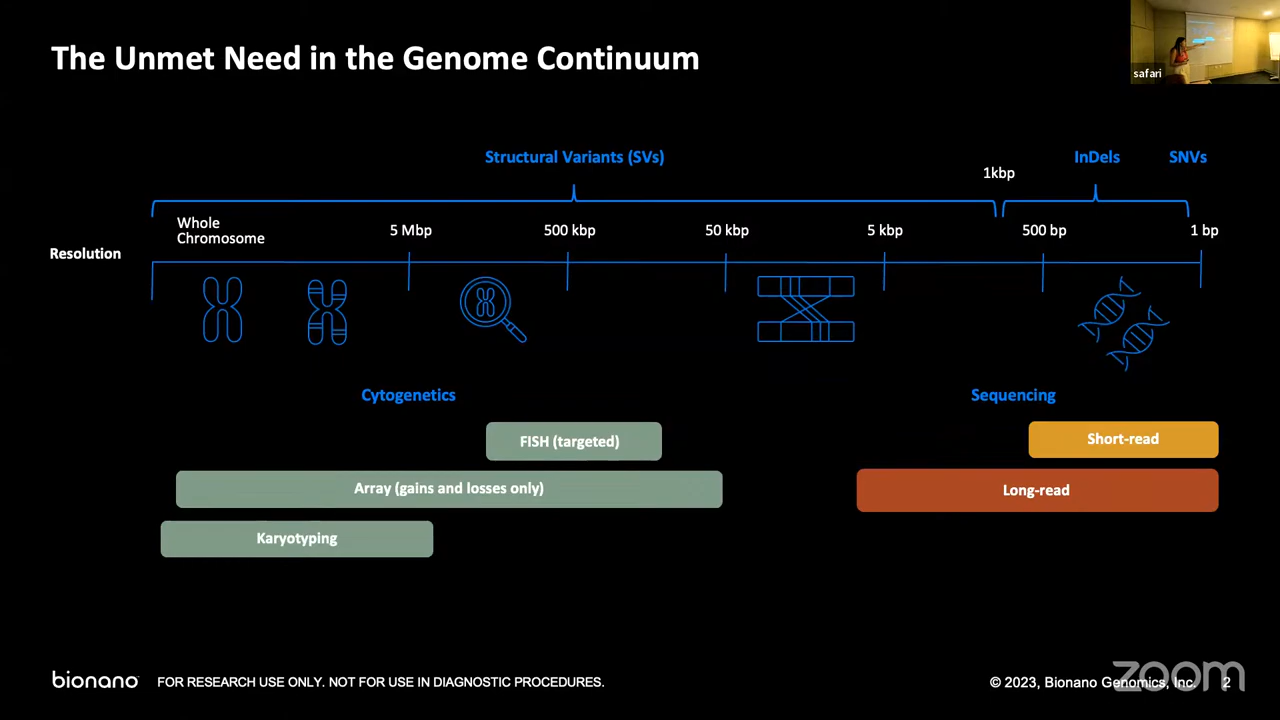 The Unmet Need in the Genome Continuum
safari
Structural Variants (SVs)
InDels
SNVs
1kbp
Whole
Chromosome
5 Mbp
500 kbp
50 kbp
5 kbp
500 bp
1 bp
Resolution
Cytogenetics
Sequencing
FISH (targeted)
Short-read
Array (gains and losses only)
Long-read
Karyotyping
bionano
FOR RESEARCH USE ONLY. NOT FOR USE IN DIAGNOSTIC PROCEDURES.
© 2023, Bionano Genomics, Inc.
2
zoom